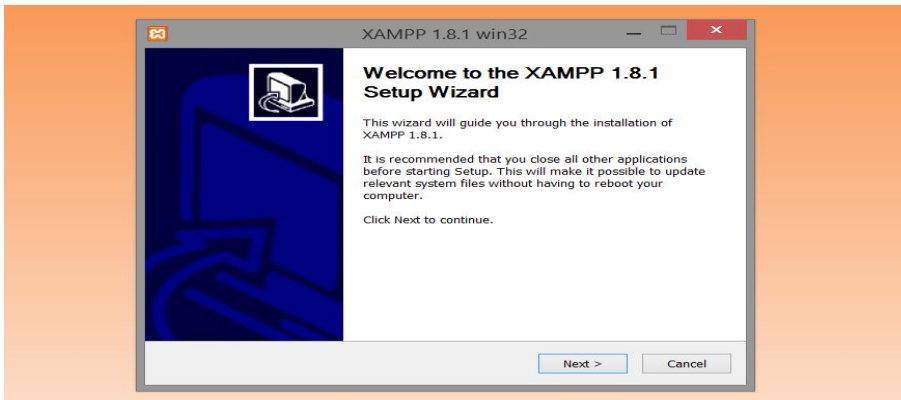 XAMPP 1.8.1 win32
Welcome to the XAMPP 1.8.1
Setup Wizard
This wizard will guide you through the installation of
XAMPP 1.8.1.
It is recommended that you close all other applications
before starting Setup. This will make it possible to update
relevant system files without having to reboot your
computer.
Click Next to continue.
Next >
Cancel